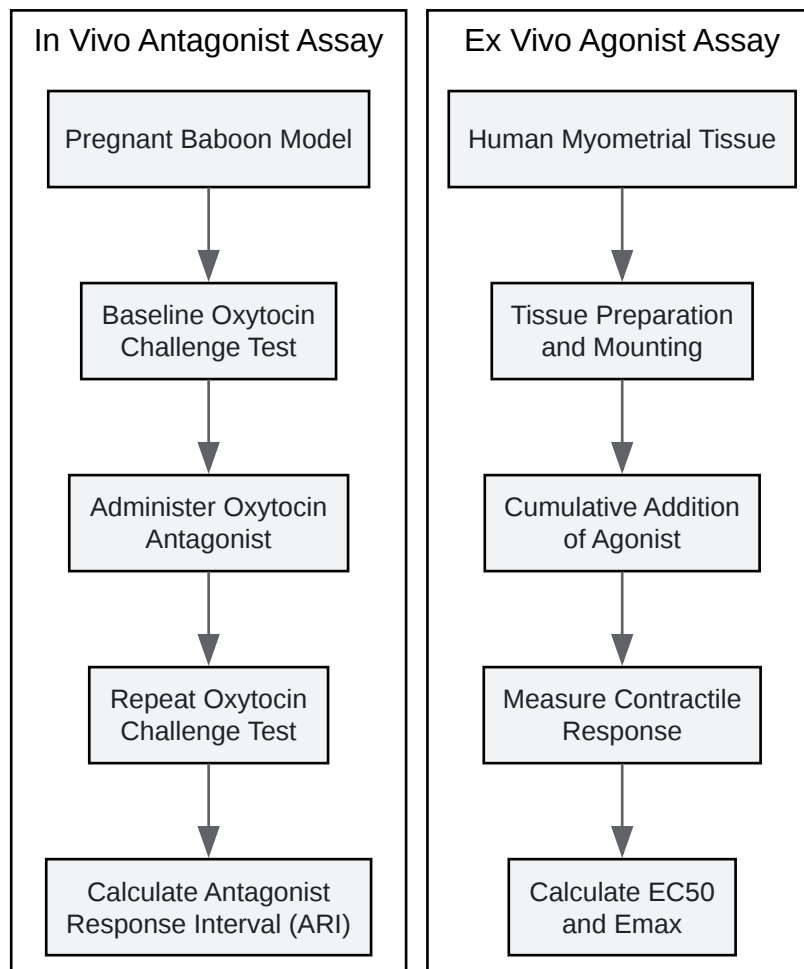 In Vivo Antagonist Assay
Pregnant Baboon Model
Baseline Oxytocin
Challenge Test
Administer Oxytocin
Antagonist
Repeat Oxytocin
Challenge Test
Calculate Antagonist
Response Interval (ARI)
Ex Vivo Agonist Assay
Human Myometrial Tissue
Tissue Preparation
and Mounting
Cumulative Addition
of Agonist
Measure Contractile
Response
Calculate EC50
and Emax